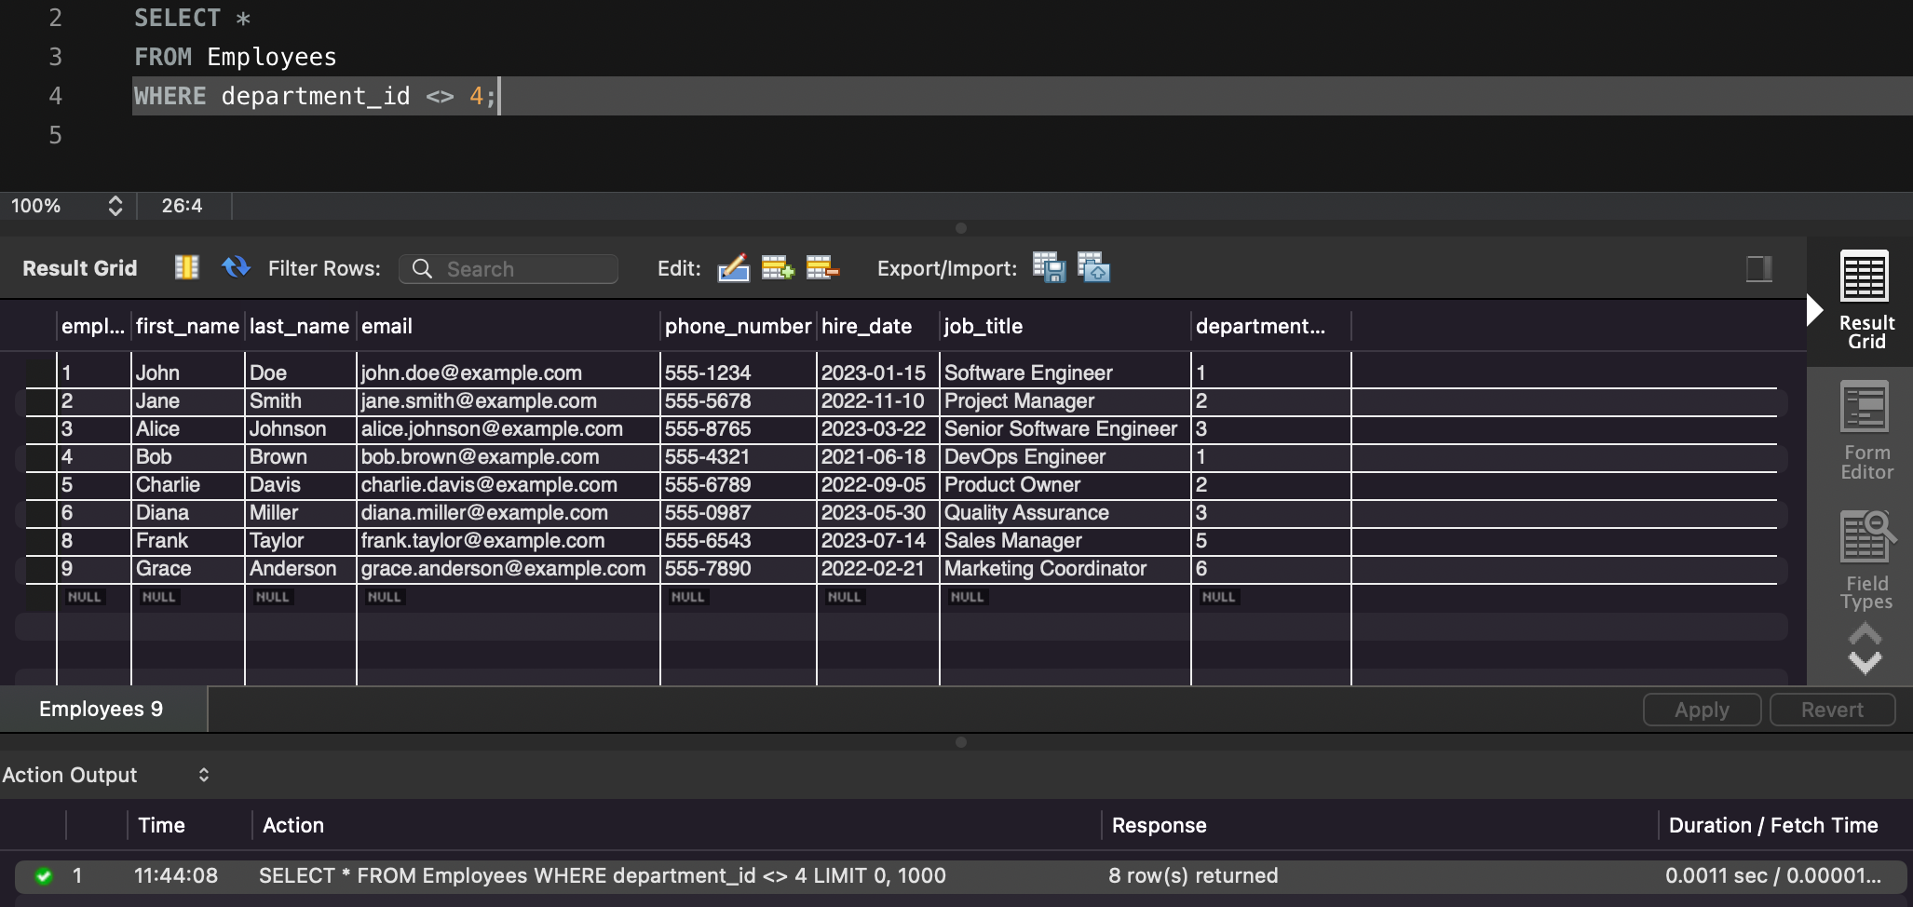 2 SELECT *
3 FROM Employees
4 WHERE department_id <> 4;
5
100% 26:4
Result Grid Filter Rows: Search Edit: Export/Import:
empl... first_name last_name email phone_number hire_date job_title department...
1 John Doe john.doe@example.com 555-1234 2023-01-15 Software Engineer 1
2 Jane Smith jane.smith@example.com 555-5678 2022-11-10 Project Manager 2
3 Alice Johnson alice.johnson@example.com 555-8765 2023-03-22 Senior Software Engineer 3
4 Bob Brown bob.brown@example.com 555-4321 2021-06-18 DevOps Engineer 1
5 Charlie Davis charlie.davis@example.com 555-6789 2022-09-05 Product Owner 2
6 Diana Miller diana.miller@example.com 555-0987 2023-05-30 Quality Assurance 3
8 Frank Taylor frank.taylor@example.com 555-6543 2023-07-14 Sales Manager 5
9 Grace Anderson grace.anderson@example.com 555-7890 2022-02-21 Marketing Coordinator 6
NULL NULL NULL NULL NULL NULL NULL NULL
Result
Grid
Form
Editor
Field
Types
Employees 9 Apply Revert
Action Output
Time Action Response Duration / Fetch Time
1 11:44:08 SELECT * FROM Employees WHERE department_id <> 4 LIMIT 0, 1000 8 row(s) returned 0.0011 sec / 0.00001...